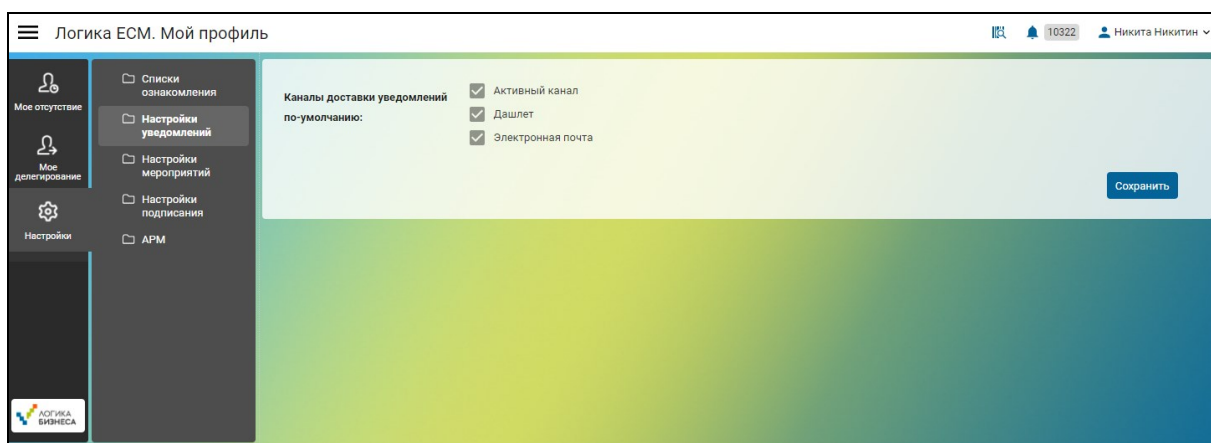 Логика ECM. Мой профиль
10322
Никита Никитин
Мое отсутствие
Мое
делегирование
Настройки
Списки
ознакомления
Настройки
уведомлений
Настройки
мероприятий
Настройки
подписания
АРМ
Каналы доставки уведомлений
по-умолчанию:
Активный канал
Дашлет
Электронная почта
Сохранить
ЛОГИКА
БИЗНЕСА